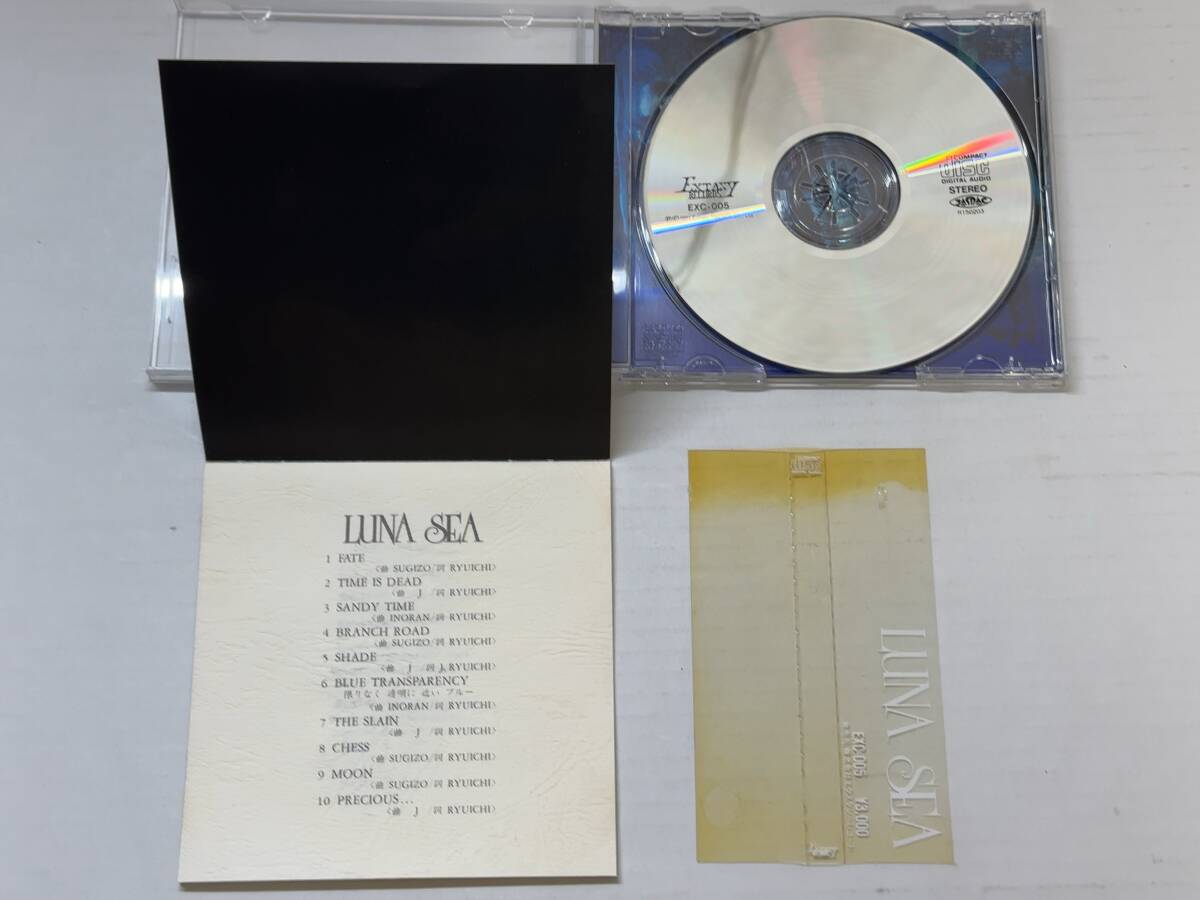 EXTASY
RECORDS
EXC-005
COMPACT
disc
DIGITAL AUDIO
STEREO
JASRAC
R150203
LUNA SEA
1 FATE
〈曲 SUGIZO/詞 RYUICHI〉
2 TIME IS DEAD
〈曲 J /詞 RYUICHI〉
3 SANDY TIME
〈曲 INORAN/詞 RYUICHI〉
4 BRANCH ROAD
〈曲 SUGIZO/詞 RYUICHI〉
5 SHADE
〈曲 J /詞 J, RYUICHI〉
6 BLUE TRANSPARENCY
限りなく 透明に 近い ブルー
〈曲 INORAN/詞 RYUICHI〉
7 THE SLAIN
〈曲 J /詞 RYUICHI〉
8 CHESS
〈曲 SUGIZO/詞 RYUICHI〉
9 MOON
〈曲 SUGIZO/詞 RYUICHI〉
10 PRECIOUS...
〈曲 J /詞 RYUICHI〉
LUNA SEA
EXC-005 ¥3,000